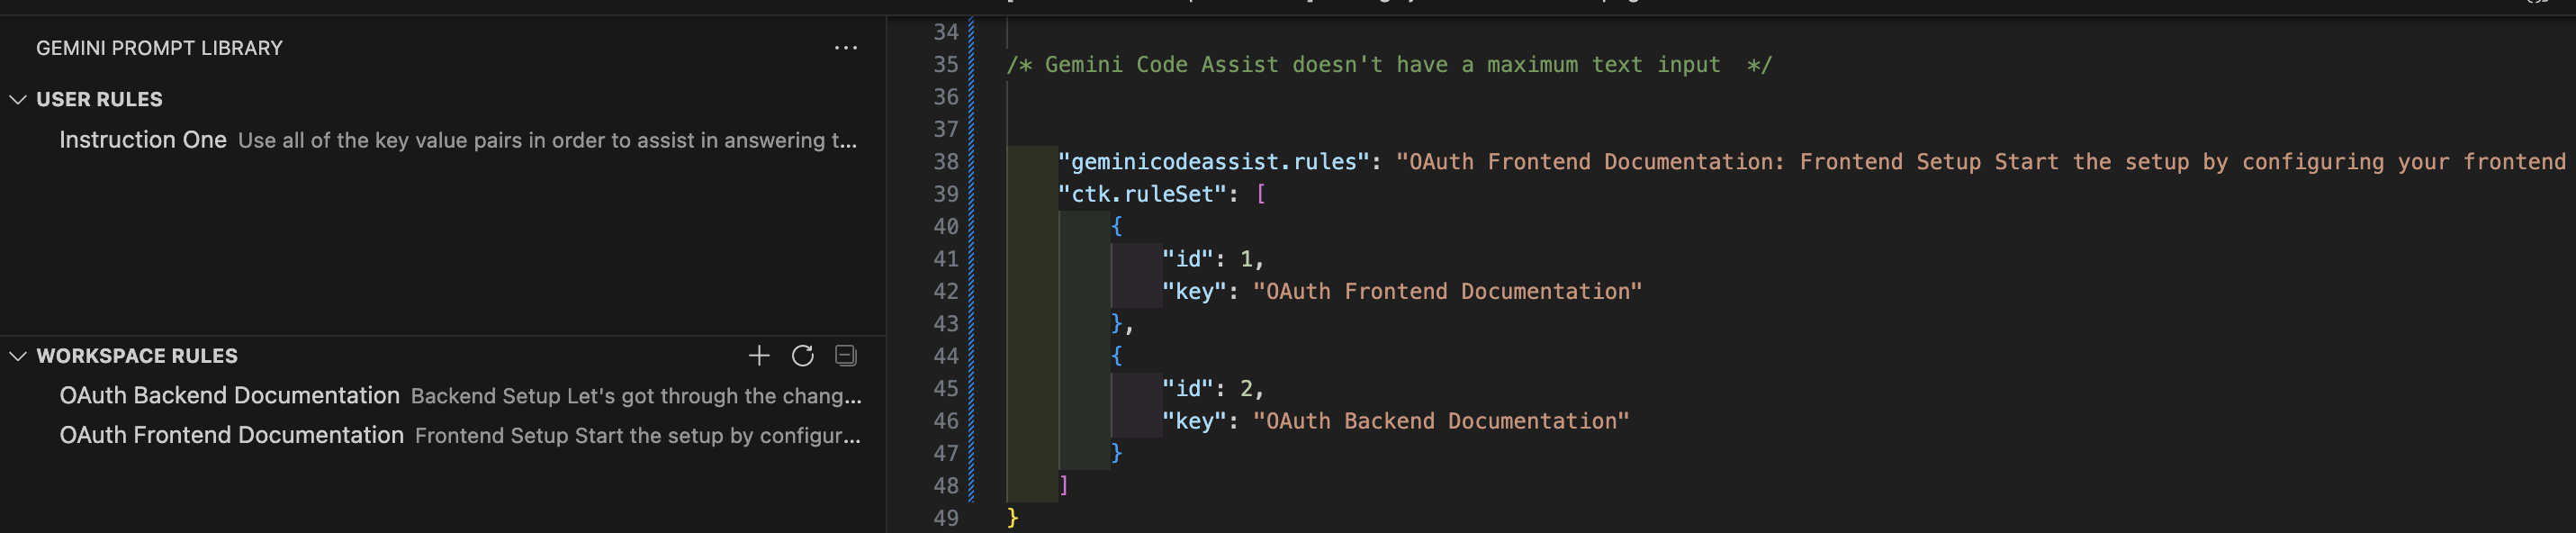 GEMINI PROMPT LIBRARY
USER RULES
Instruction One Use all of the key value pairs in order to assist in answering t...
WORKSPACE RULES
OAuth Backend Documentation Backend Setup Let's got through the chang...
OAuth Frontend Documentation Frontend Setup Start the setup by configur...
34
35 /* Gemini Code Assist doesn't have a maximum text input  */
36
37
38 "geminicodeassist.rules": "OAuth Frontend Documentation: Frontend Setup Start the setup by configuring your frontend
39 "ctk.ruleSet": [
40 {
41 "id": 1,
42 "key": "OAuth Frontend Documentation"
43 },
44 {
45 "id": 2,
46 "key": "OAuth Backend Documentation"
47 }
48 ]
49 }